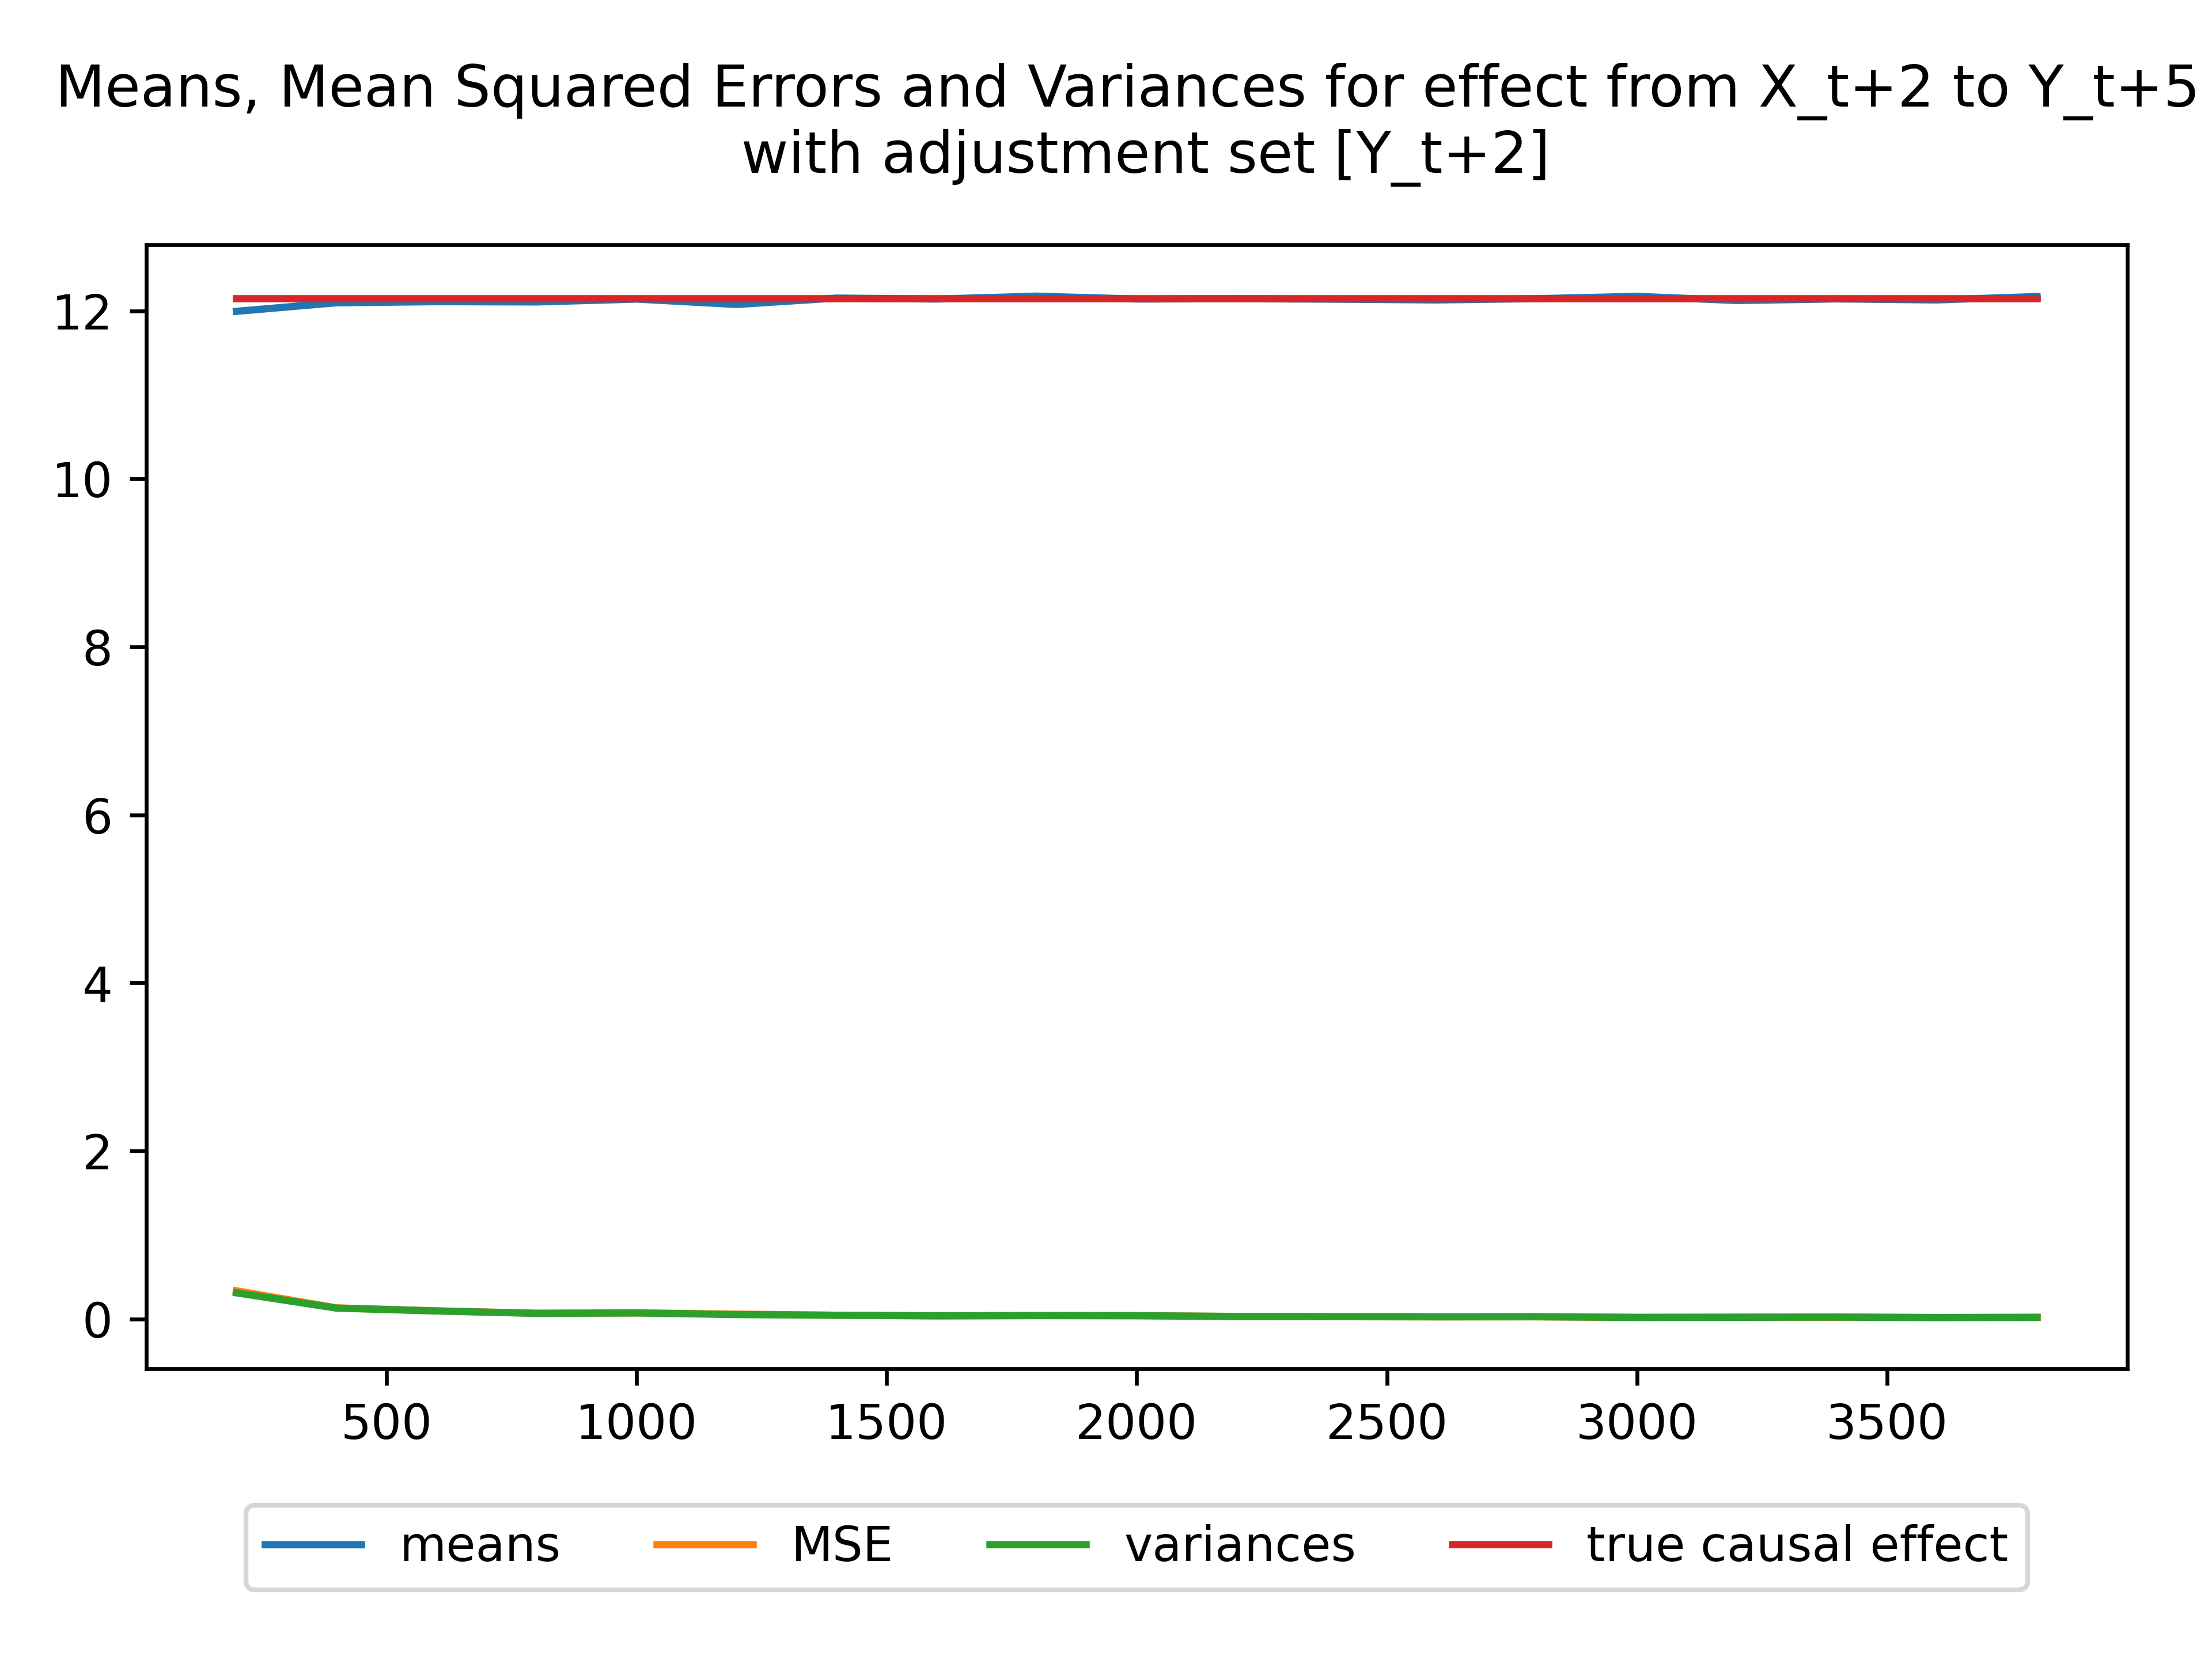 Means, Mean Squared Errors and Variances for effect from X_t+2 to Y_t+5
with adjustment set [Y_t+2]
12
10
8
6
4
2
0
500 1000 1500 2000 2500 3000 3500
means MSE variances true causal effect